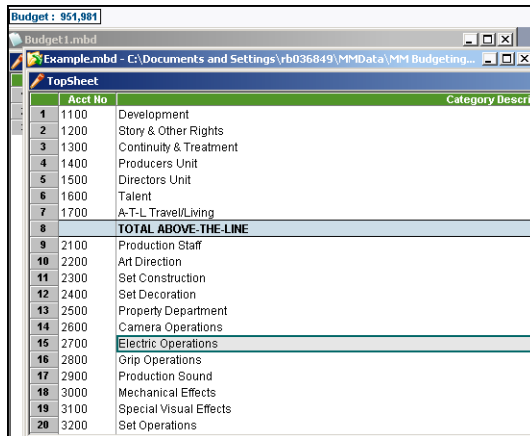 Budget : 951,981
Budget1.mbd
Example.mbd - C:\Documents and Settings\rb036849\MMData\MM Budgeting...
TopSheet
Acct No Category Descri
1 1100 Development
2 1200 Story & Other Rights
3 1300 Continuity & Treatment
4 1400 Producers Unit
5 1500 Directors Unit
6 1600 Talent
7 1700 A-T-L Travel/Living
8 TOTAL ABOVE-THE-LINE
9 2100 Production Staff
10 2200 Art Direction
11 2300 Set Construction
12 2400 Set Decoration
13 2500 Property Department
14 2600 Camera Operations
15 2700 Electric Operations
16 2800 Grip Operations
17 2900 Production Sound
18 3000 Mechanical Effects
19 3100 Special Visual Effects
20 3200 Set Operations